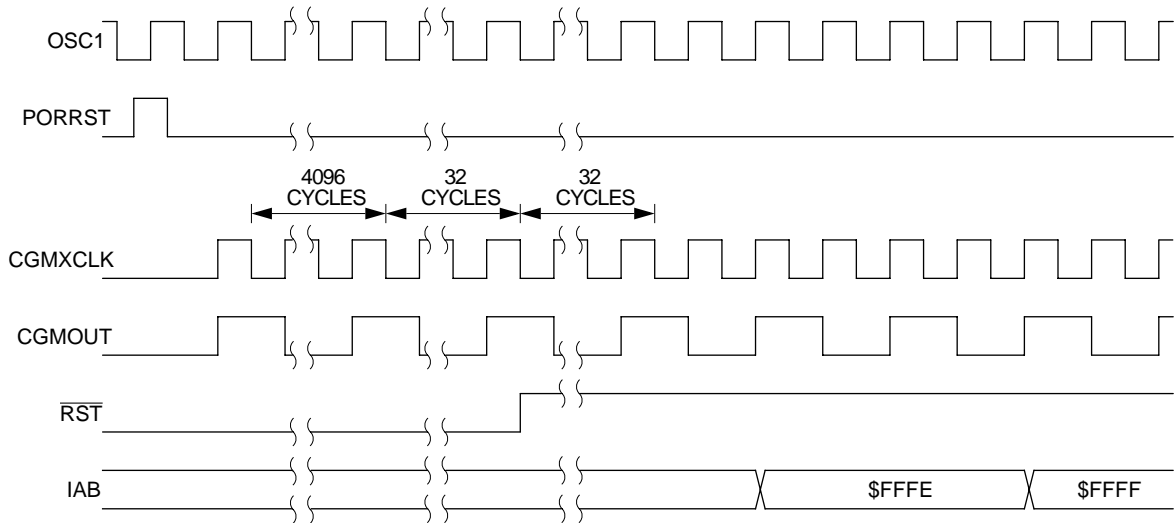 OSC1
PORRST
4096
CYCLES
32
CYCLES
32
CYCLES
CGMXCLK
CGMOUT
RST
IAB
$FFFE
$FFFF